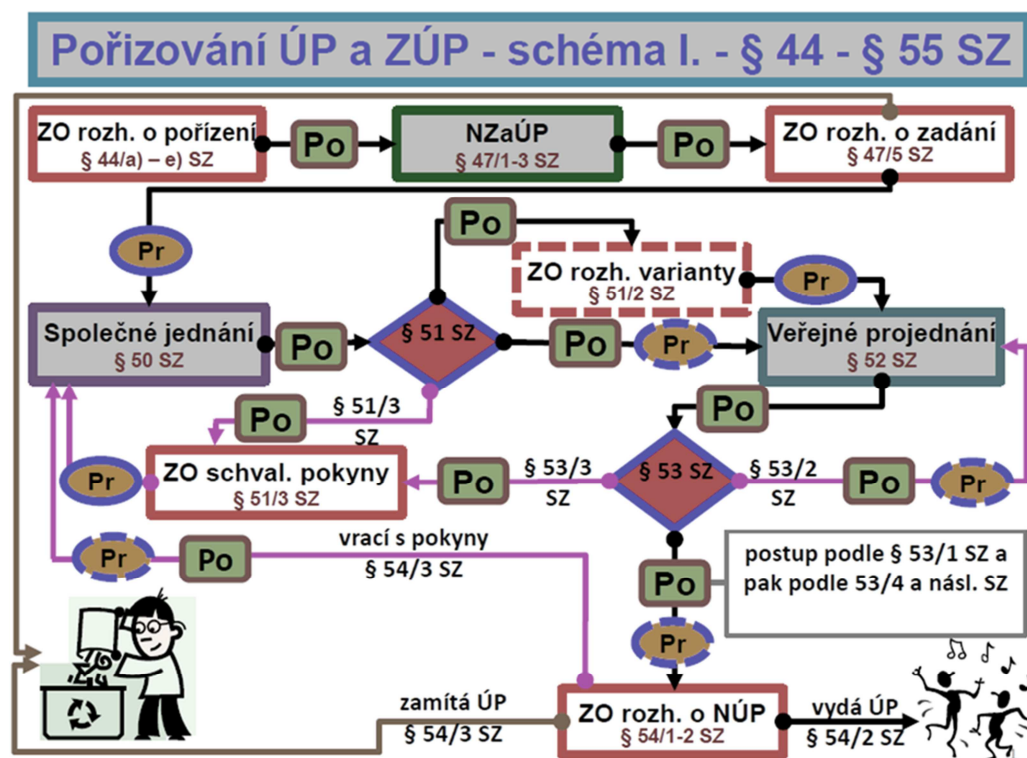 Pořizování ÚP a ZÚP - schéma I. - § 44 - § 55 SZ
ZO rozh. o pořízení
§ 44/a) – e) SZ
Po
NZaÚP
§ 47/1-3 SZ
Po
ZO rozh. o zadání
§ 47/5 SZ
Pr
Po
ZO rozh. varianty
§ 51/2 SZ
Pr
Společné jednání
§ 50 SZ
Po
§ 51 SZ
Po
Pr
Veřejné projednání
§ 52 SZ
Po
§ 51/3
SZ
Po
Pr
ZO schval. pokyny
§ 51/3 SZ
Po
§ 53/3
SZ
§ 53 SZ
§ 53/2
SZ
Po
Pr
Pr
Po
vrací s pokyny
§ 54/3 SZ
Po
postup podle § 53/1 SZ a
pak podle 53/4 a násl. SZ
Pr
zamítá ÚP
§ 54/3 SZ
ZO rozh. o NÚP
§ 54/1-2 SZ
vydá ÚP
§ 54/2 SZ